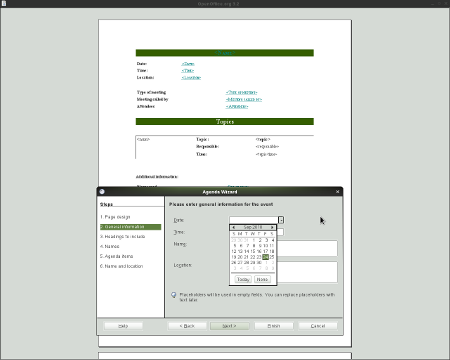 OpenOffice.org 3.2
Date:
<Date>
Time:
<Time>
Location:
<Location>
Type of meeting
<Type of Meeting>
Meeting called by
Attendees
<Attendees>
Topics
<name>
Topic:
<topic>
Responsible:
<responsible>
Time:
Additional information:
Agenda Wizard
Steps
Please enter general information for the event
1. Page design
2. General information
3. Headings to include
4. Names
5. Agenda items
6. Name and location
Date:
Time:
Name:
Location:
Sep 2010
S M T W T F S
1 2 3 4
5 6 7 8 9 10 11
12 13 14 15 16 17 18
19 20 21 22 23 24 25
26 27 28 29 30
Today
None
Placeholders will be used in empty fields. You can replace placeholders with
text later.
Help
< Back
Next >
Finish
Cancel